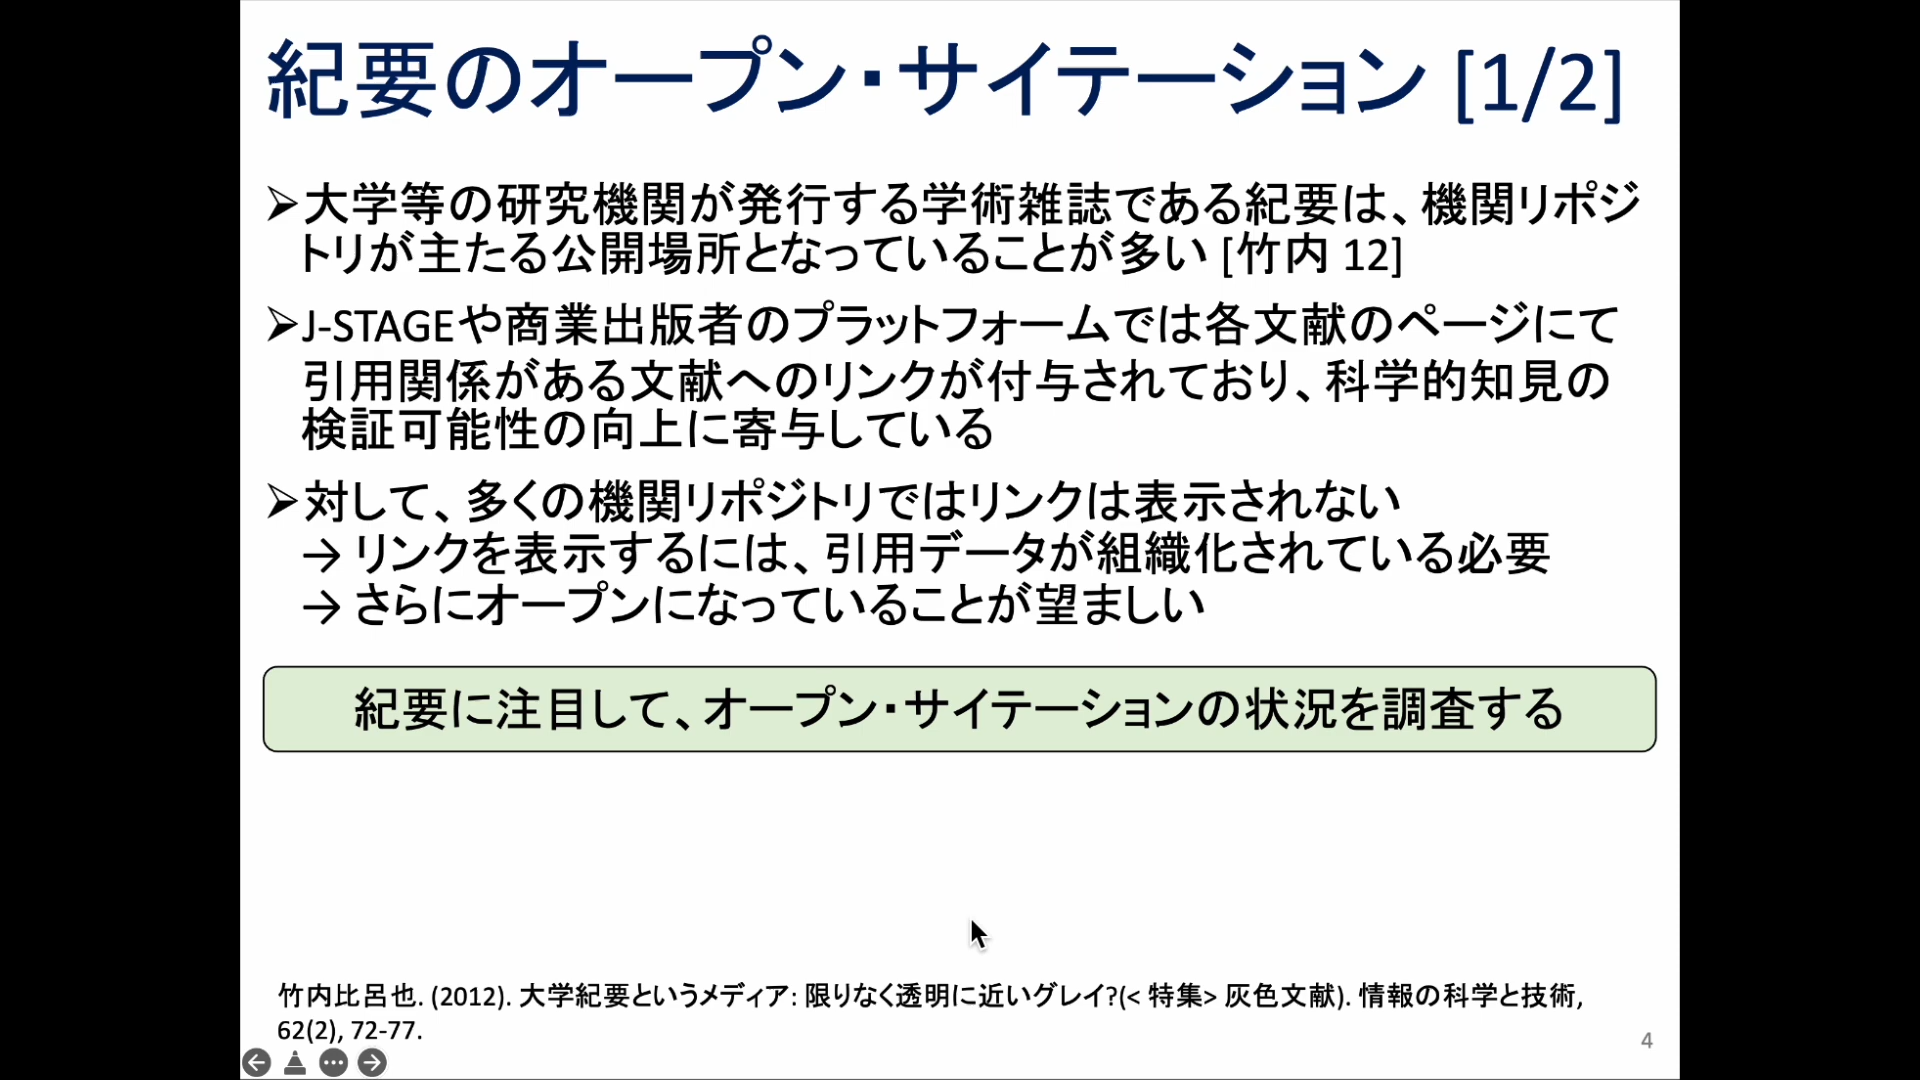 紀要のオープン・サイテーション [1/2]
➢大学等の研究機関が発行する学術雑誌である紀要は、機関リポジ
トリが主たる公開場所となっていることが多い [竹内 12]
➢J-STAGEや商業出版者のプラットフォームでは各文献のページにて
引用関係がある文献へのリンクが付与されており、科学的知見の
検証可能性の向上に寄与している
➢対して、多くの機関リポジトリではリンクは表示されない
→ リンクを表示するには、引用データが組織化されている必要
→ さらにオープンになっていることが望ましい
紀要に注目して、オープン・サイテーションの状況を調査する
竹内比呂也. (2012). 大学紀要というメディア: 限りなく透明に近いグレイ?(< 特集> 灰色文献). 情報の科学と技術,
62(2), 72-77.
4